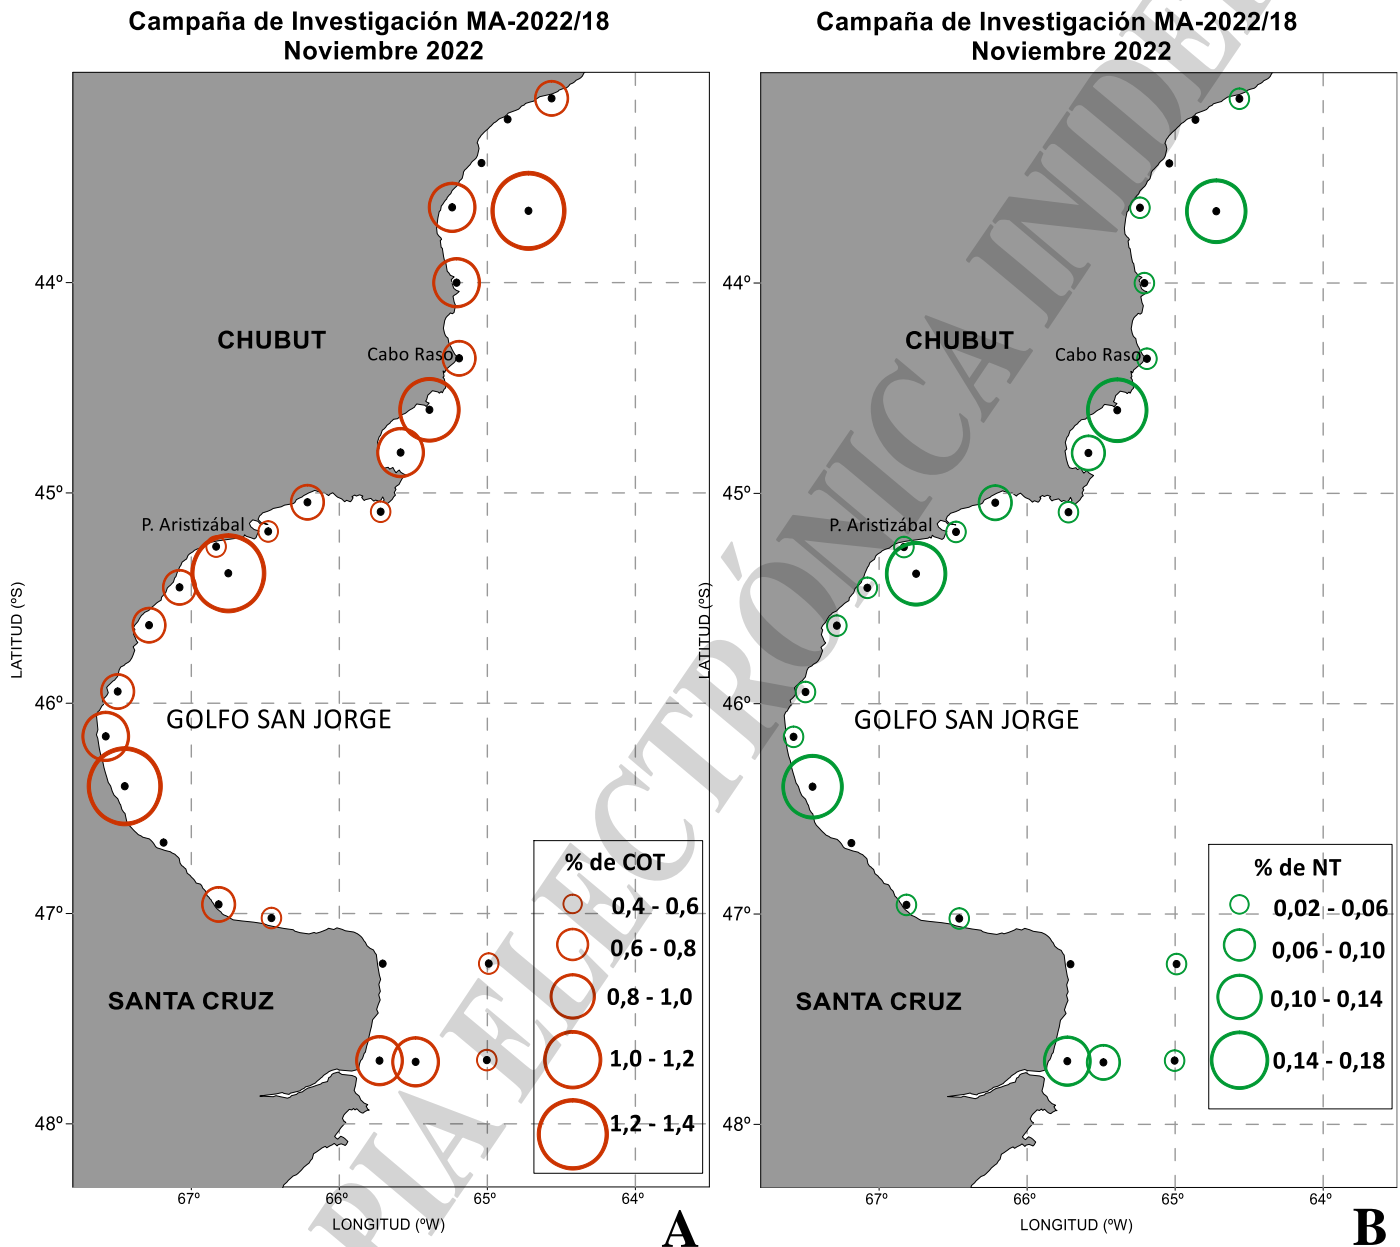 Campaña de Investigación MA-2022/18
Noviembre 2022
44º
45º
46º
47º
48º
LATITUD (ºS)
CHUBUT
Cabo Raso
P. Aristizábal
GOLFO SAN JORGE
SANTA CRUZ
% de COT
0,4 - 0,6
0,6 - 0,8
0,8 - 1,0
1,0 - 1,2
1,2 - 1,4
67º
66º
65º
64º
LONGITUD (ºW)
A
Campaña de Investigación MA-2022/18
Noviembre 2022
44º
45º
46º
47º
48º
LATITUD (ºS)
CHUBUT
Cabo Raso
P. Aristizábal
GOLFO SAN JORGE
SANTA CRUZ
% de NT
0,02 - 0,06
0,06 - 0,10
0,10 - 0,14
0,14 - 0,18
67º
66º
65º
64º
LONGITUD (ºW)
B
PIA ELECTRÓNICA INIDE